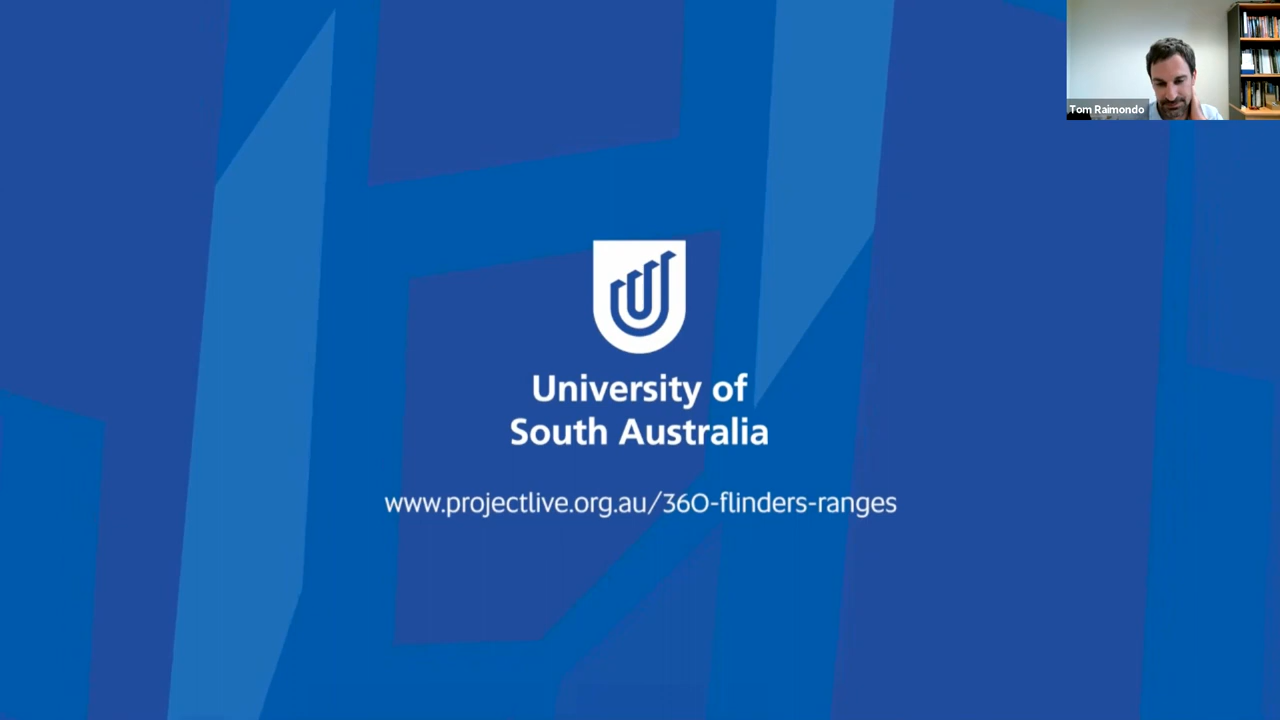 Tom Raimondo
University of
South Australia
www.projectlive.org.au/360-flinders-ranges